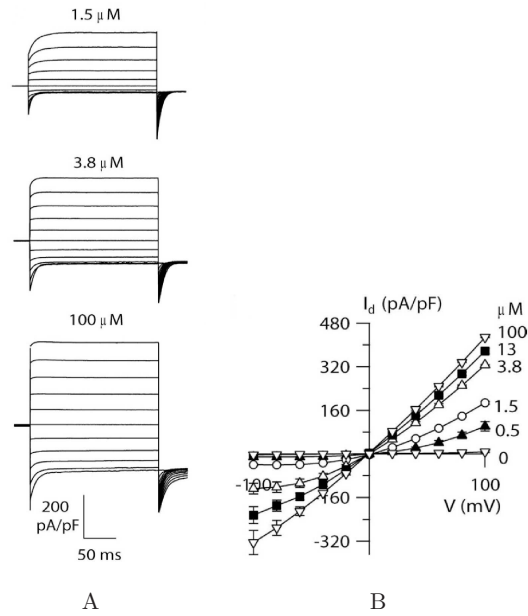 1.5 μM
3.8 μM
100 μM
200
pA/pF
50 ms
A
I_d (pA/pF)
μM
480
320
160
-160
-320
-100
100
V (mV)
100
13
3.8
1.5
0.5
0
B